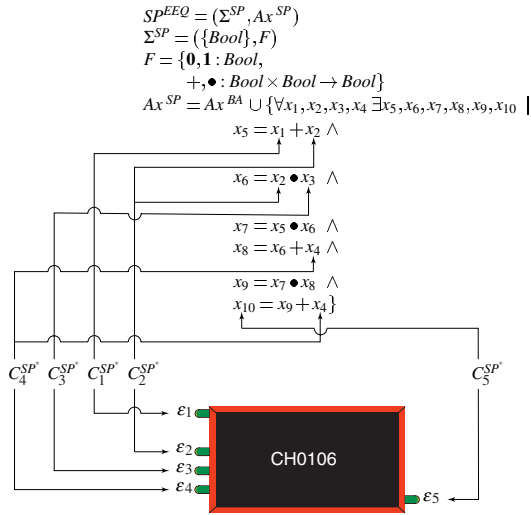 SP^{EEQ} = (Σ^{SP}, Ax^{SP})
Σ^{SP} = ({Bool}, F)
F = {0, 1 : Bool,
+, • : Bool × Bool → Bool}
Ax^{SP} = Ax^{BA} ∪ {∀x₁, x₂, x₃, x₄ ∃x₅, x₆, x₇, x₈, x₉, x₁₀ |
x₅ = x₁ + x₂ ∧
x₆ = x₂ • x₃ ∧
x₇ = x₅ • x₆ ∧
x₈ = x₆ + x₄ ∧
x₉ = x₇ • x₈ ∧
x₁₀ = x₉ + x₄}
C₄^{SP*} C₃^{SP*} C₁^{SP*} C₂^{SP*} C₅^{SP*}
ε1
ε2
CH0106
ε3
ε4
ε5